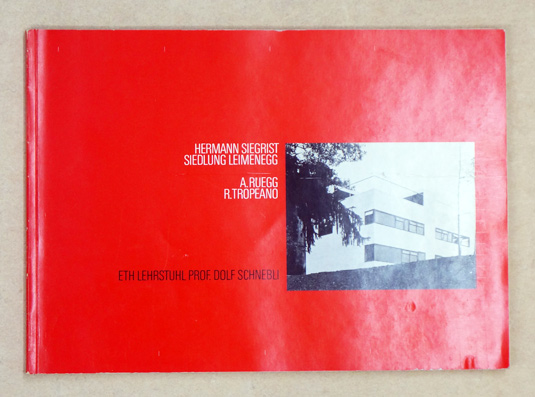 HERMANN SIEGRIST
SIEDLUNG LEIMENEGG
A. RUEGG
R. TROPEANO
ETH LEHRSTUHL PROF. DOLF SCHNEBLI